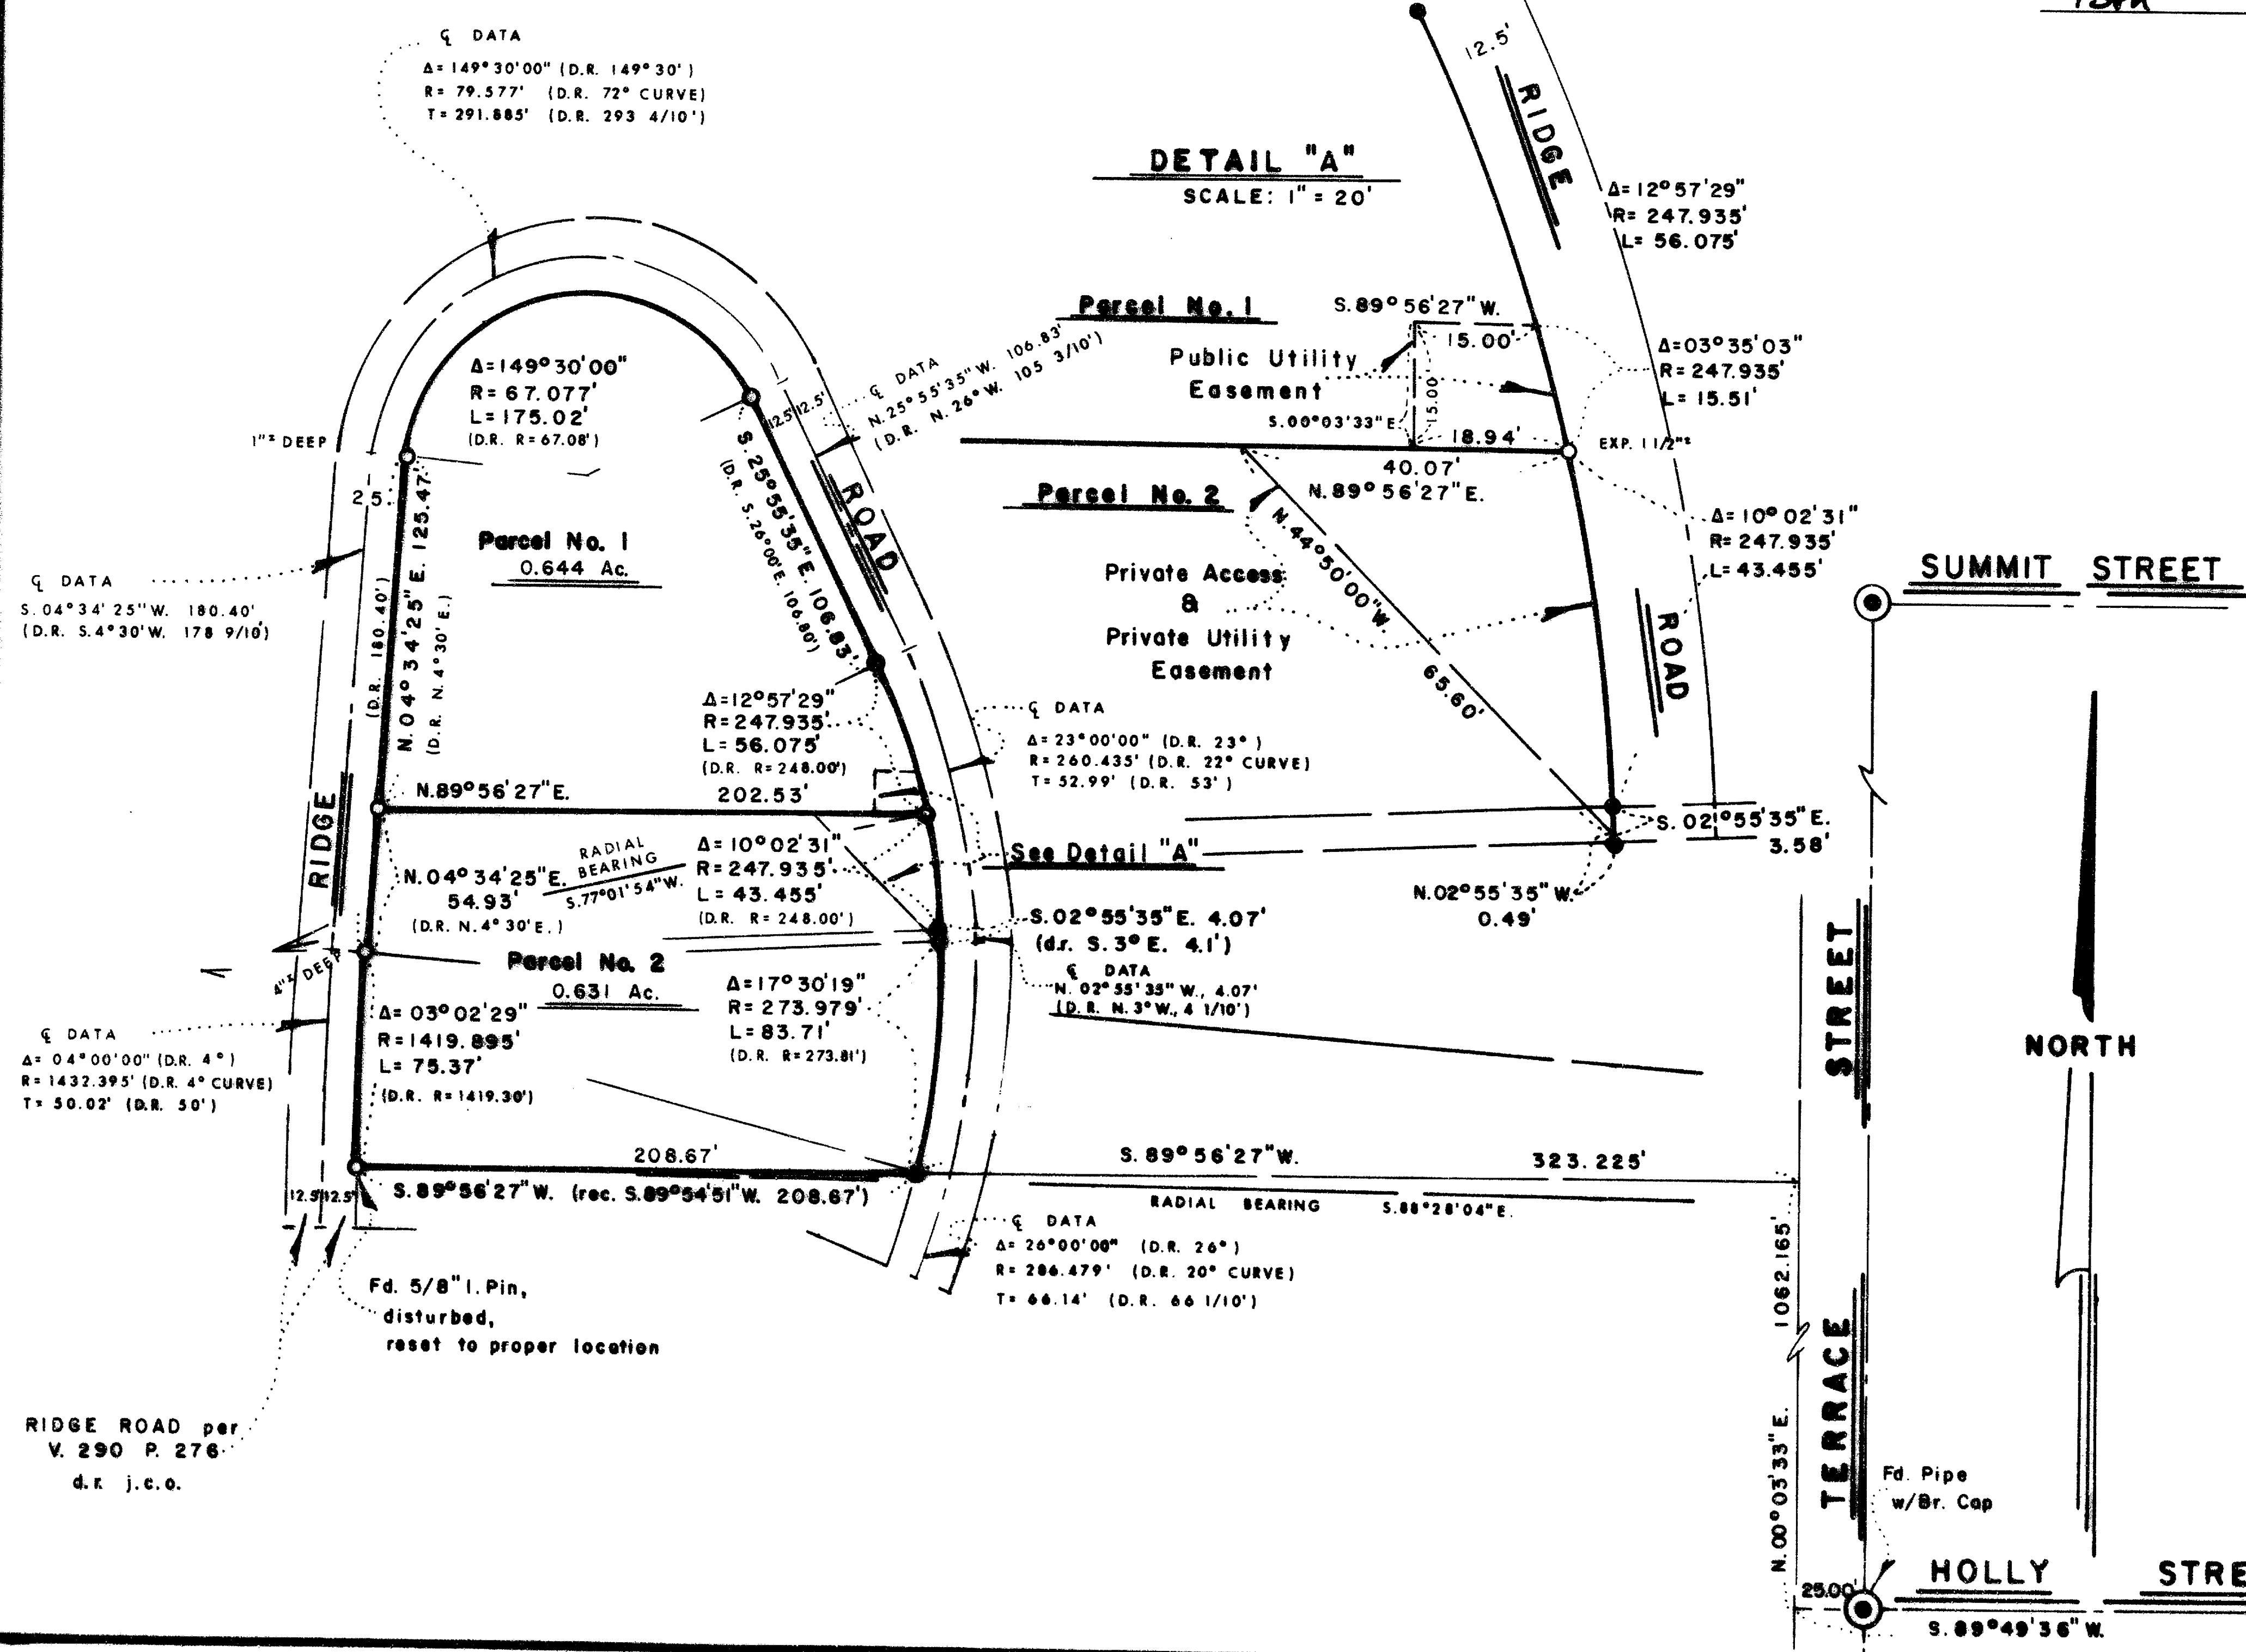 ℄ DATA
Δ= 149° 30' 00" (D.R. 149° 30')
R= 79.577' (D.R. 72° CURVE)
T= 291.885' (D.R. 293 4/10')
DETAIL "A"
SCALE: 1" = 20'
12.5'
RIDGE
Δ= 12° 57' 29"
R= 247.935'
L= 56.075'
Parcel No. 1
S. 89° 56' 27" W.
15.00'
Public Utility
Easement
S.00°03'33"E.
15.00
18.94'
Δ=03° 35' 03"
R= 247.935'
L= 15.51'
EXP. 1 1/2"±
40.07'
N. 89° 56' 27" E.
Parcel No. 2
N. 44° 50' 00" W.
65.60'
Private Access
&
Private Utility
Easement
Δ= 10° 02' 31"
R= 247.935'
L= 43.455'
ROAD
S. 02° 55' 35" E.
3.58'
N.02° 55' 35" W.
0.49'
Δ= 149° 30' 00"
R= 67.077'
L= 175.02'
(D.R. R= 67.08')
12.5' 12.5'
℄ DATA
N. 25° 55' 35" W. 106.83'
(D.R. N. 26° W. 105 3/10')
1"± DEEP
2.5
S. 25° 55' 35" E. 106.83'
(D.R. S. 26°00' E. 106.80')
ROAD
Parcel No. 1
0.644 Ac.
(D.R. 180.40')
N. 04° 34' 25" E. 125.47'
(D.R. N. 4° 30' E.)
℄ DATA
S. 04° 34' 25" W. 180.40'
(D.R. S. 4° 30' W. 178 9/10')
Δ= 12° 57' 29"
R= 247.935'
L= 56.075'
(D.R. R= 248.00')
℄ DATA
Δ= 23° 00' 00" (D.R. 23°)
R= 260.435' (D.R. 22° CURVE)
T= 52.99' (D.R. 53')
RIDGE
N.89° 56' 27" E.
202.53'
N. 04° 34' 25" E.
54.93'
(D.R. N. 4° 30' E.)
RADIAL
BEARING
S.77°01'54"W.
Δ= 10° 02' 31"
R= 247.935'
L= 43.455'
(D.R. R= 248.00')
See Detail "A"
S. 02° 55' 35" E. 4.07'
(d.r. S. 3° E. 4.1')
℄ DATA
N. 02° 55' 35" W., 4.07'
(D.R. N. 3° W., 4 1/10')
4"± DEEP
Parcel No. 2
0.631 Ac.
Δ= 03° 02' 29"
R= 1419.895'
L= 75.37'
(D.R. R= 1419.30')
Δ= 17° 30' 19"
R= 273.979'
L= 83.71'
(D.R. R= 273.81')
℄ DATA
Δ= 04° 00' 00" (D.R. 4°)
R= 1432.395' (D.R. 4° CURVE)
T= 50.02' (D.R. 50')
208.67'
S. 89° 56' 27" W. (rec. S.89° 54' 51" W. 208.67')
12.5' 12.5'
S. 89° 56' 27" W.
323.225'
RADIAL BEARING S.88° 28' 04" E.
℄ DATA
Δ= 26° 00' 00" (D.R. 26°)
R= 286.479' (D.R. 20° CURVE)
T= 66.14' (D.R. 66 1/10')
Fd. 5/8" I. Pin,
disturbed,
reset to proper location
RIDGE ROAD per
V. 290 P. 276
d.r. j.c.o.
SUMMIT STREET
TERRACE STREET
NORTH
1062.165'
N.00° 03' 33" E.
Fd. Pipe
w/Br. Cap
25.00'
HOLLY STRE
S. 89° 49' 36" W.